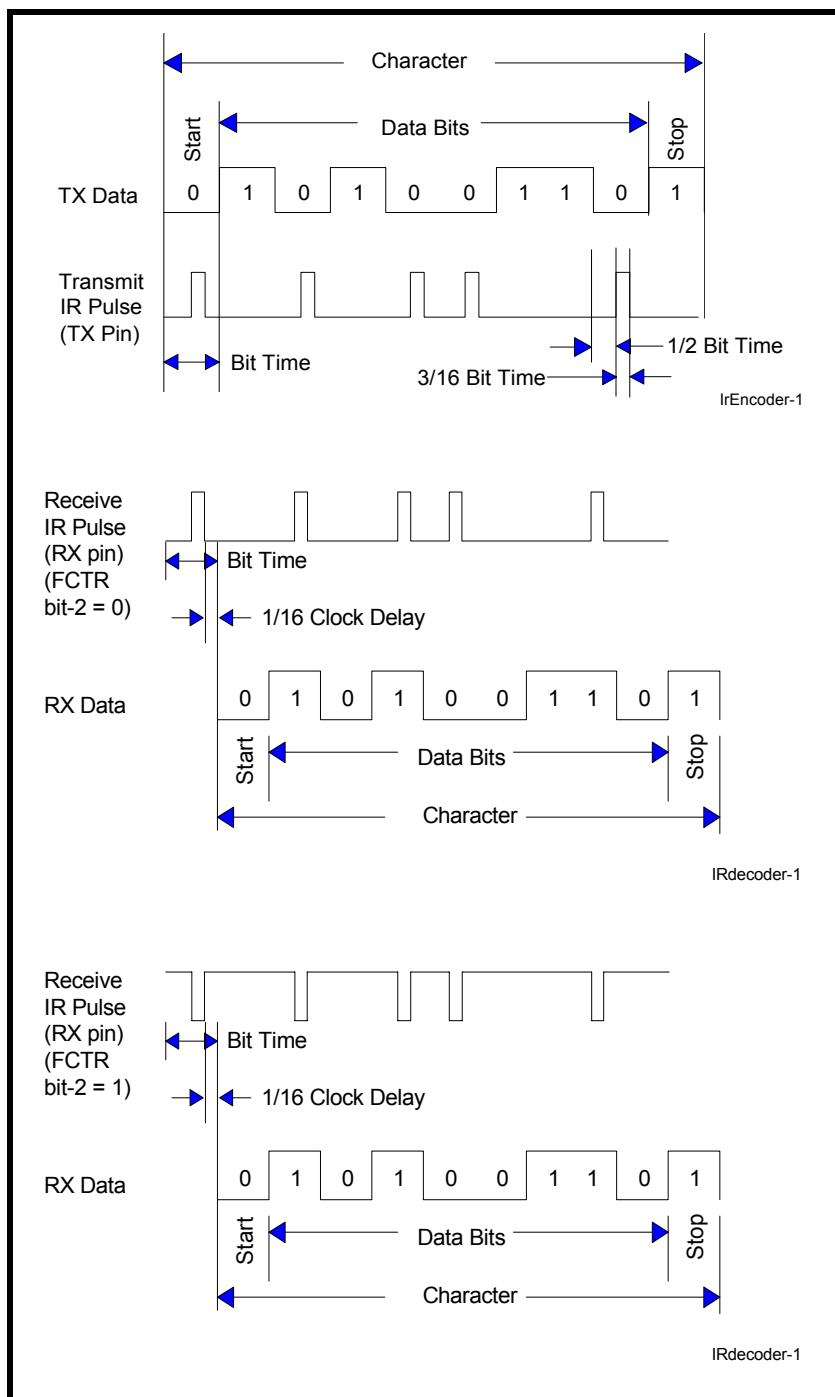 Character
Start
Data Bits
Stop
TX Data
0 1 0 1 0 0 1 1 0 1
Transmit
IR Pulse
(TX Pin)
Bit Time
1/2 Bit Time
3/16 Bit Time
IrEncoder-1
Receive
IR Pulse
(RX pin)
(FCTR
bit-2 = 0)
Bit Time
1/16 Clock Delay
RX Data
0 1 0 1 0 0 1 1 0 1
Start
Data Bits
Stop
Character
IRdecoder-1
Receive
IR Pulse
(RX pin)
(FCTR
bit-2 = 1)
Bit Time
1/16 Clock Delay
RX Data
0 1 0 1 0 0 1 1 0 1
Start
Data Bits
Stop
Character
IRdecoder-1